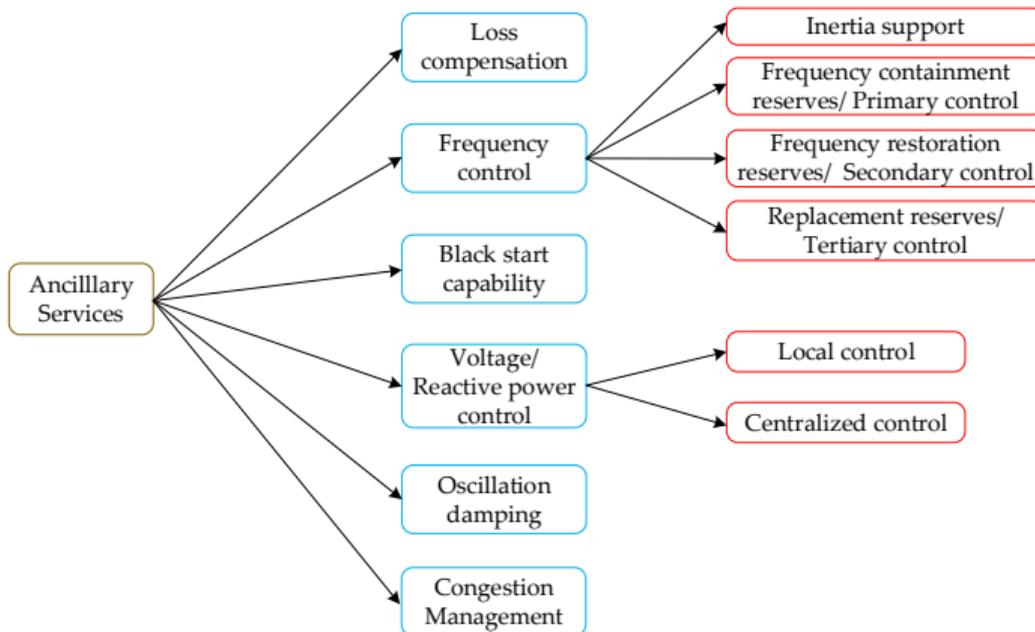 Ancilllary
Services
Loss
compensation
Frequency
control
Black start
capability
Voltage/
Reactive power
control
Oscillation
damping
Congestion
Management
Inertia support
Frequency containment
reserves/ Primary control
Frequency restoration
reserves/ Secondary control
Replacement reserves/
Tertiary control
Local control
Centralized control